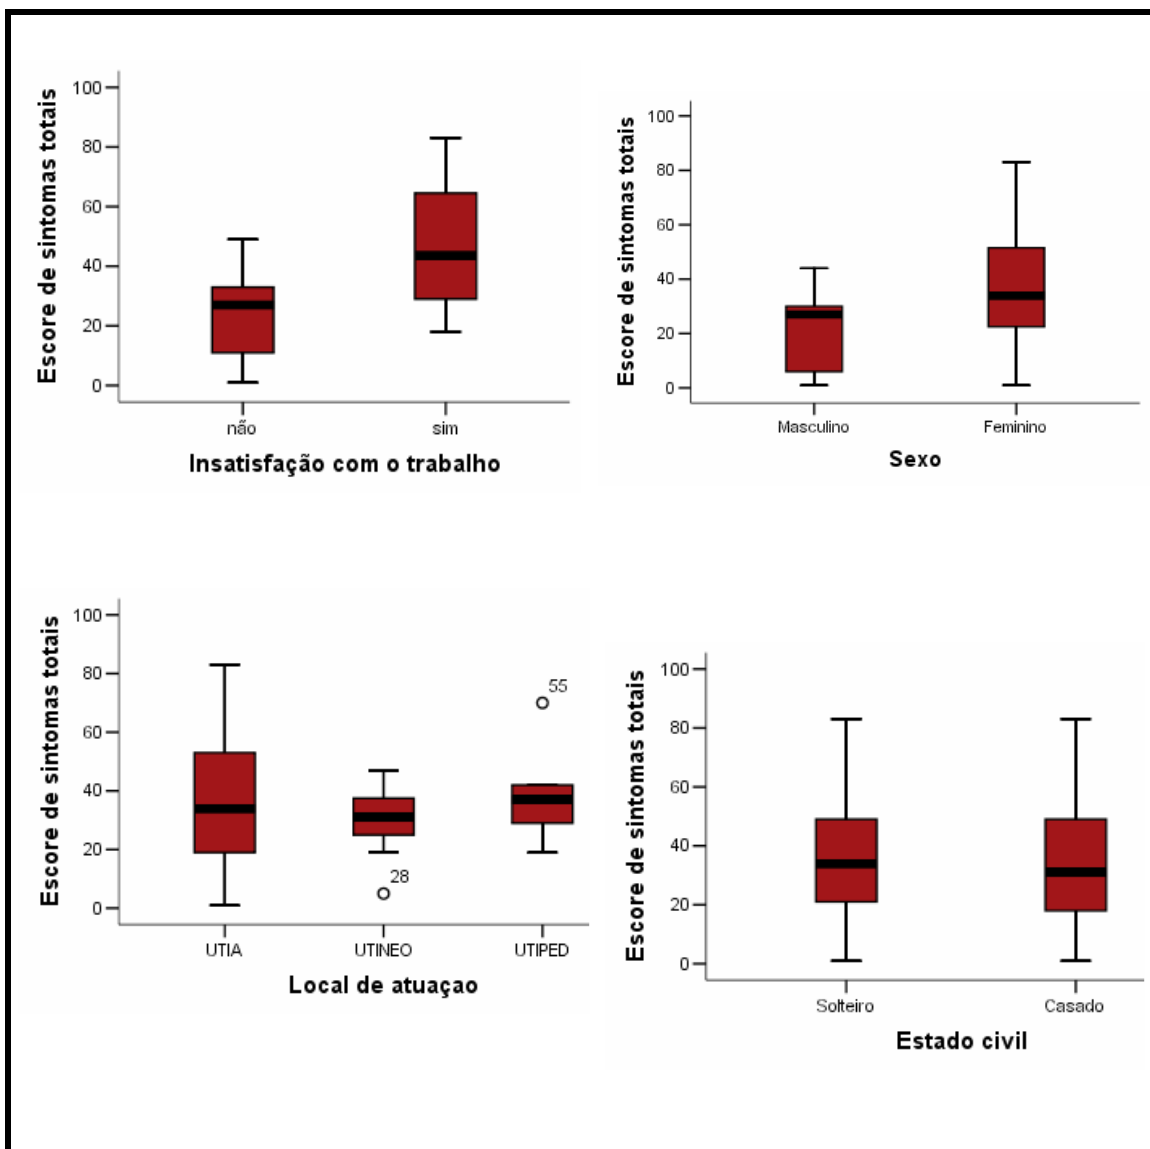 Escore de sintomas totais
100
80
60
40
20
0
não sim
Insatisfação com o trabalho
Escore de sintomas totais
100
80
60
40
20
0
Masculino Feminino
Sexo
Escore de sintomas totais
100
80
60
40
20
0
55
28
UTIA UTINEO UTIPED
Local de atuaçao
Escore de sintomas totais
100
80
60
40
20
0
Solteiro Casado
Estado civil